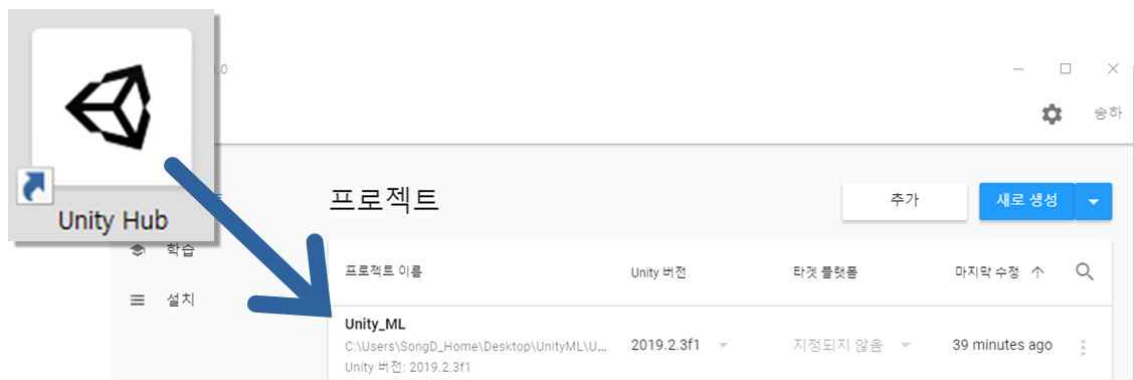 Unity Hub
.0
송하
프로젝트
추가
새로 생성
학습
설치
프로젝트 이름
Unity 버전
타겟 플랫폼
마지막 수정
Unity_ML
C:\Users\SongD_Home\Desktop\UnityML\U...
2019.2.3f1
지정되지 않음
39 minutes ago
Unity 버전: 2019.2.3f1